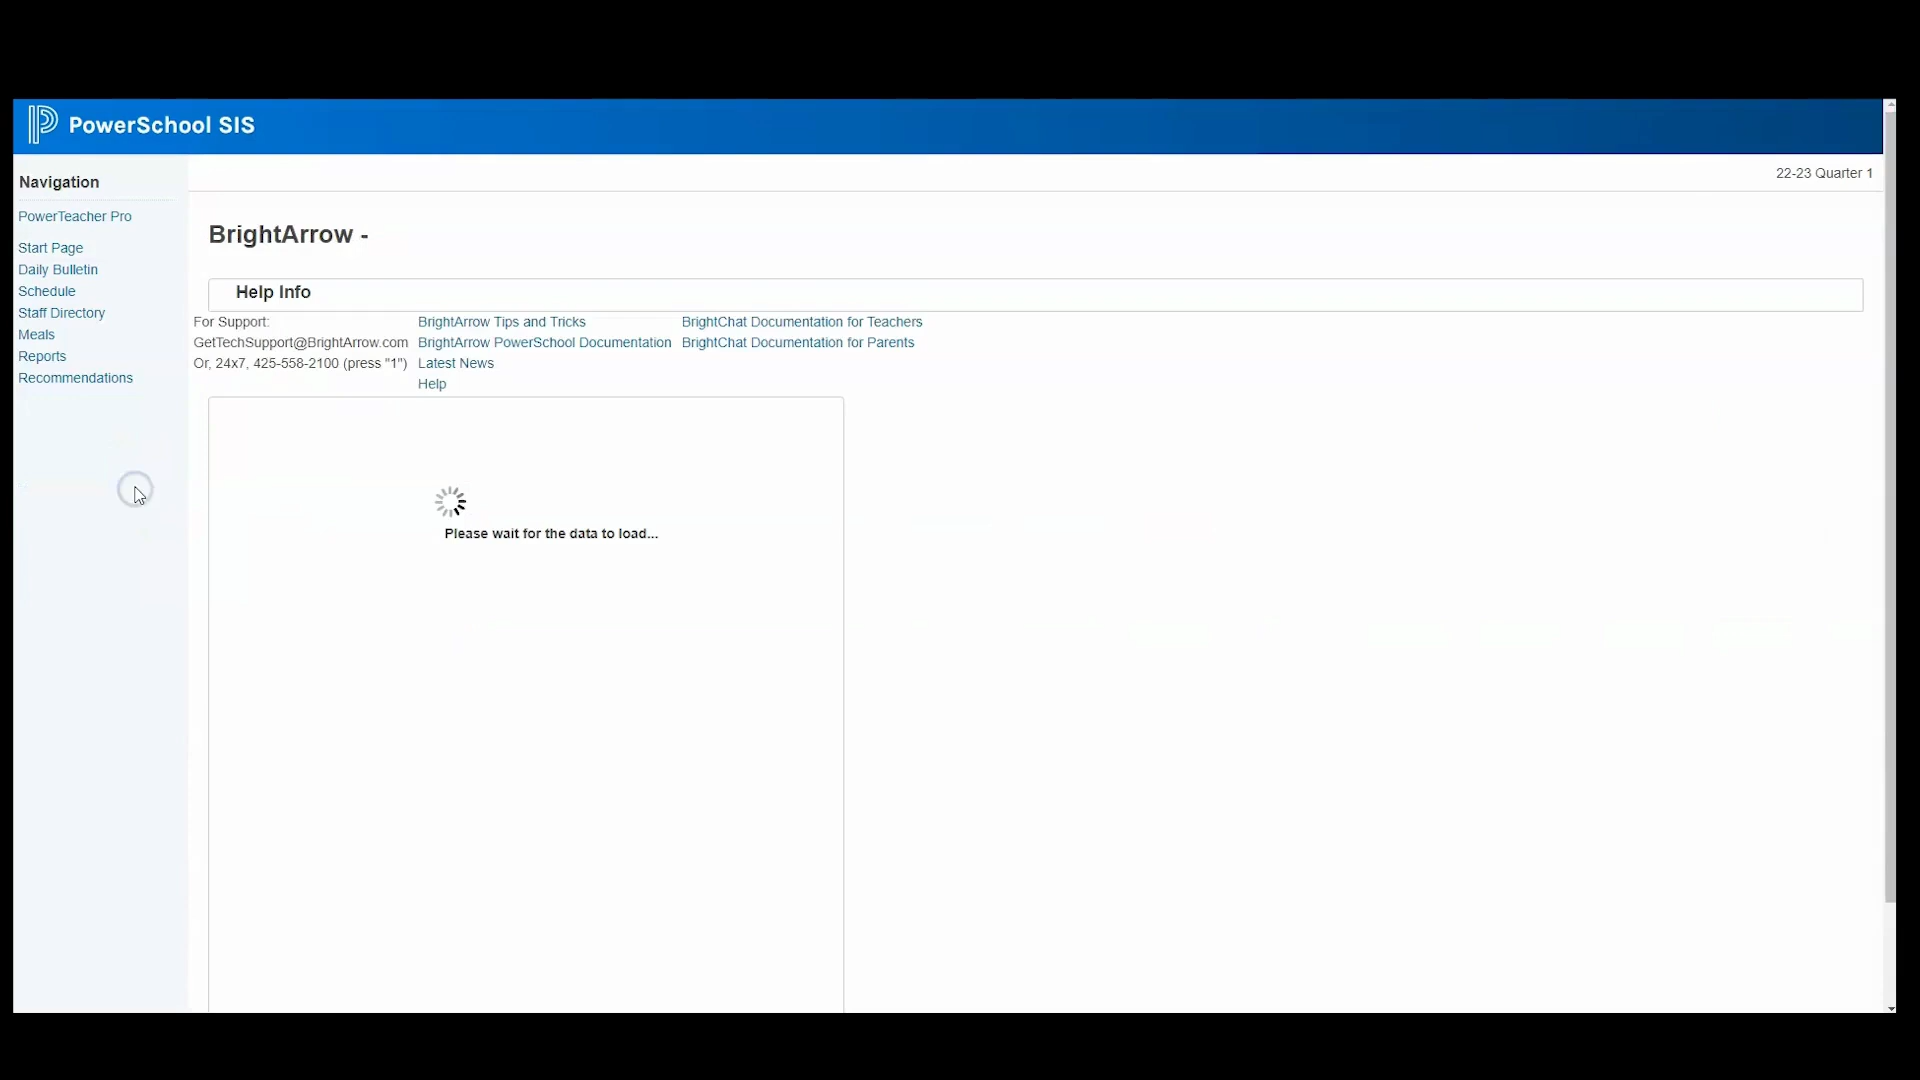 PowerSchool SIS
22-23 Quarter 1
Navigation
PowerTeacher Pro
Start Page
Daily Bulletin
Schedule
Staff Directory
Meals
Reports
Recommendations
BrightArrow -
Help Info
For Support:
GetTechSupport@BrightArrow.com
Or, 24x7, 425-558-2100 (press "1")
BrightArrow Tips and Tricks
BrightArrow PowerSchool Documentation
Latest News
Help
BrightChat Documentation for Teachers
BrightChat Documentation for Parents
Please wait for the data to load...